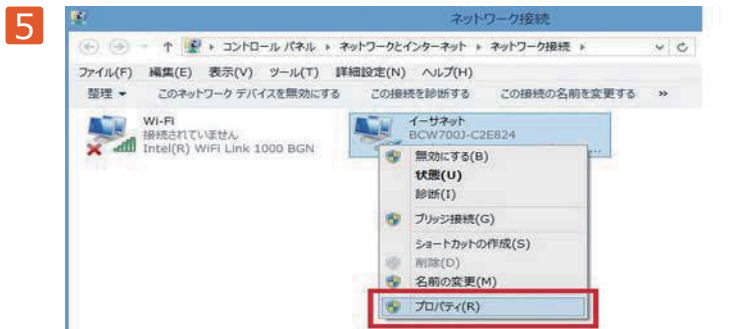 5
ネットワーク接続
コントロール パネル ▸ ネットワークとインターネット ▸ ネットワーク接続 ▸
ファイル(F) 編集(E) 表示(V) ツール(T) 詳細設定(N) ヘルプ(H)
整理 このネットワーク デバイスを無効にする この接続を診断する この接続の名前を変更する »
Wi-Fi
接続されていません
Intel(R) WiFi Link 1000 BGN
イーサネット
BCW700J-C2E824
...
無効にする(B)
状態(U)
診断(I)
ブリッジ接続(G)
ショートカットの作成(S)
削除(D)
名前の変更(M)
プロパティ(R)